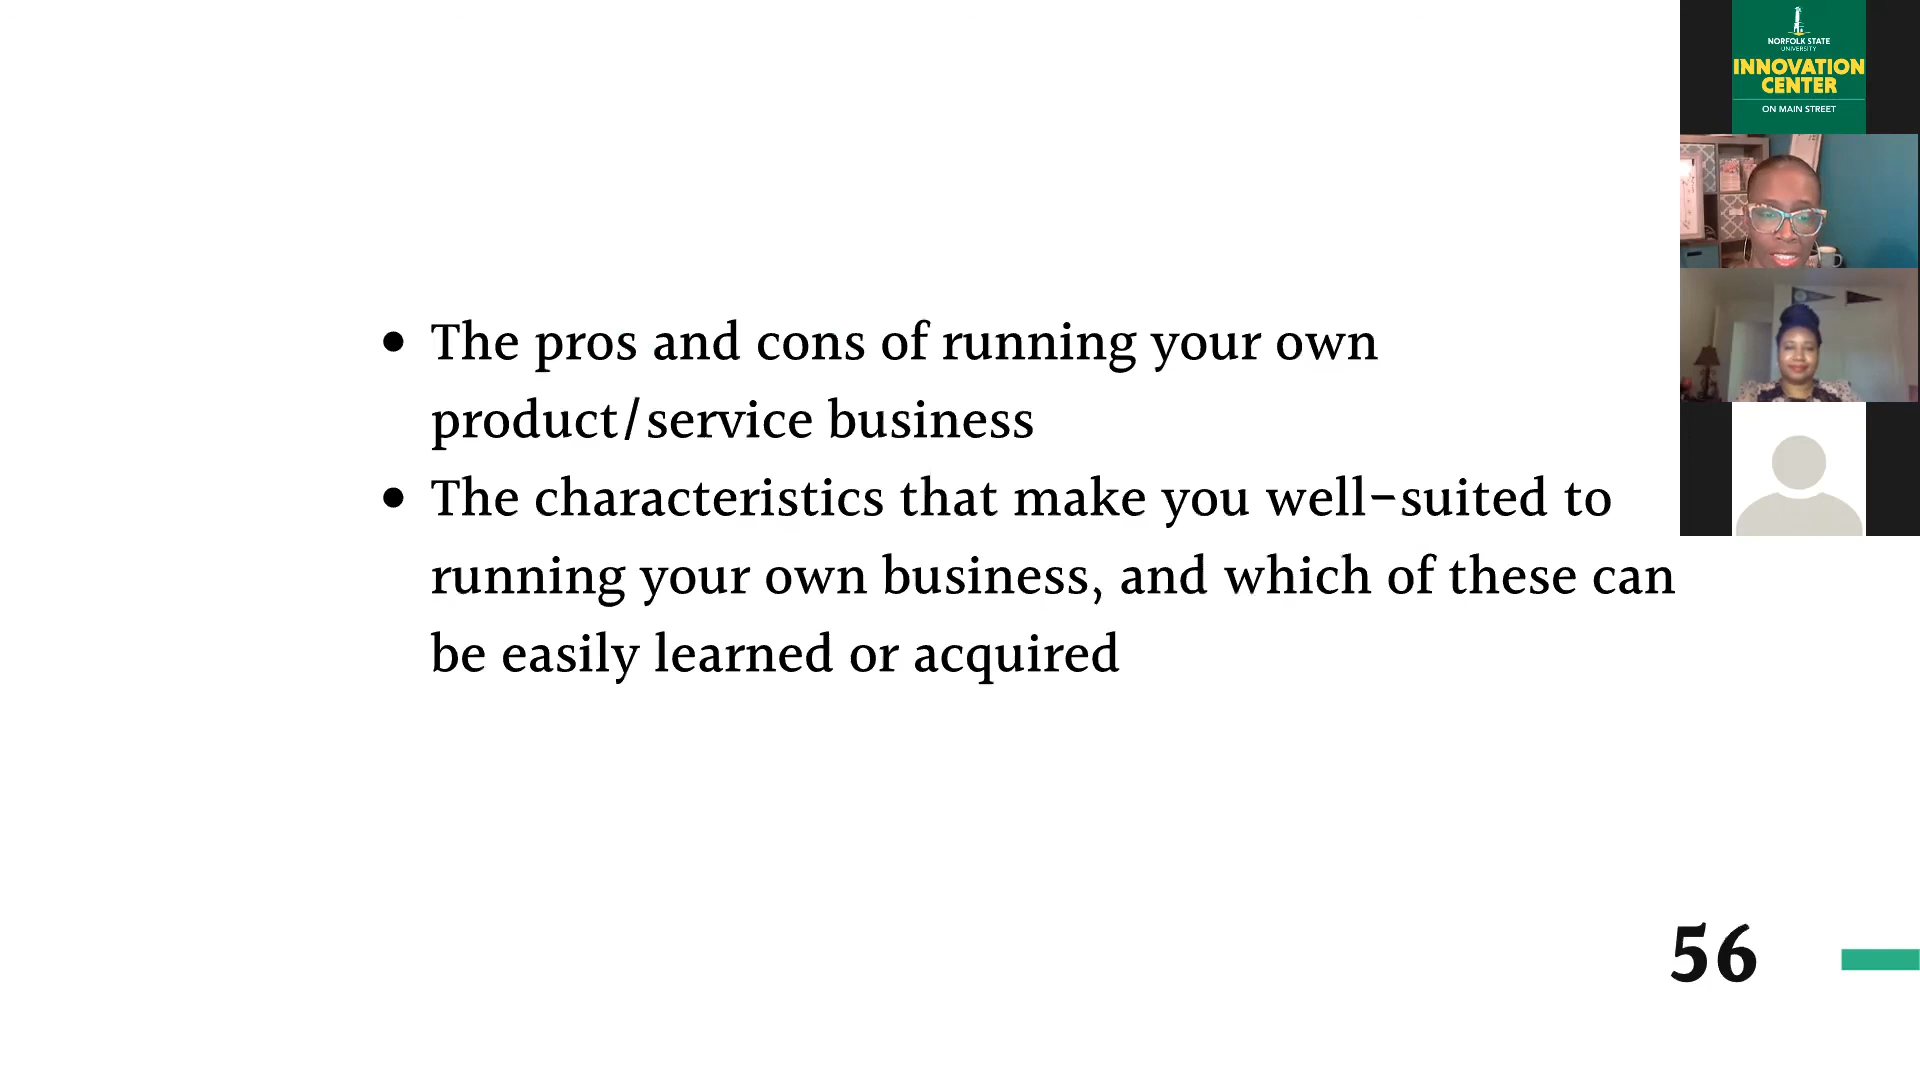 NORFOLK STATE
UNIVERSITY
INNOVATION
CENTER
ON MAIN STREET
• The pros and cons of running your own
product/service business
• The characteristics that make you well-suited to
running your own business, and which of these can
be easily learned or acquired
56